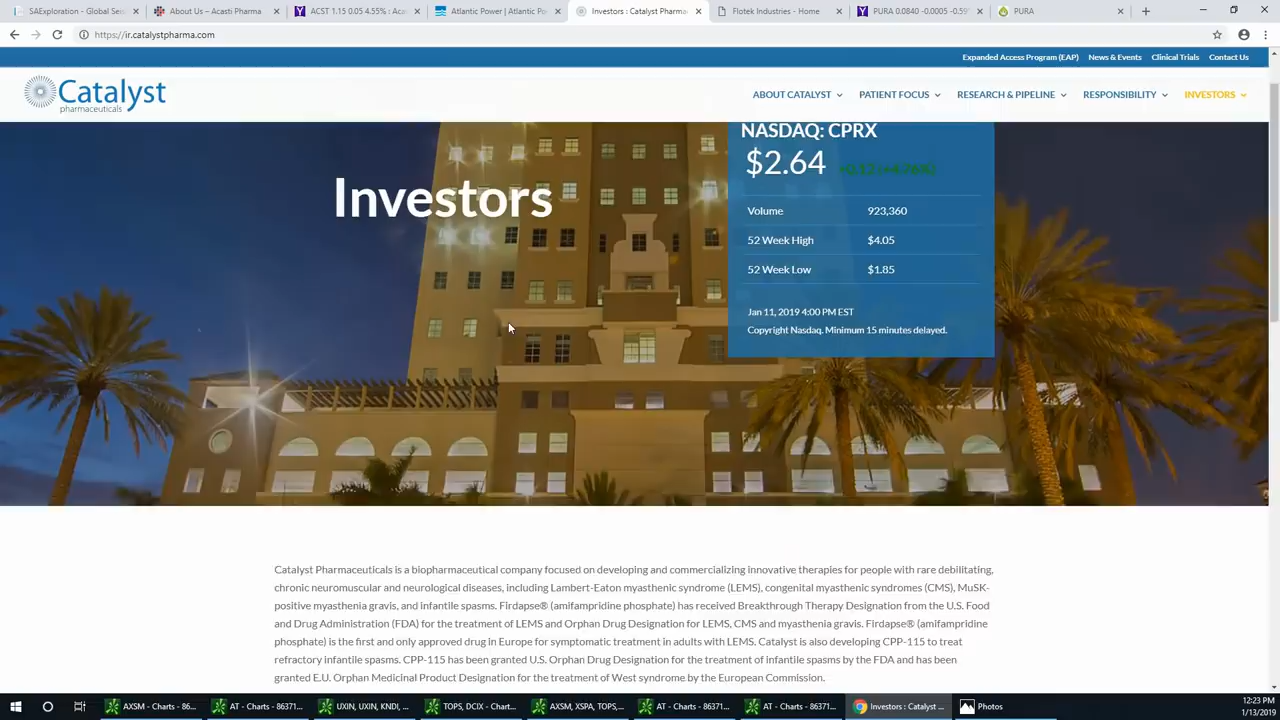 SAExploration - Global Seis
About Us – Acasti Pharma
ACST 1.15 0.05 4.55% : Aca
Atlantic Power | Atlantic Po
Investors : Catalyst Pharma
Flotek Industries - Home
PURA 0.0840 -0.0005 -0.59
PURA
https://ir.catalystpharma.com
Expanded Access Program (EAP) News & Events Clinical Trials Contact Us
Catalyst
pharmaceuticals
ABOUT CATALYST PATIENT FOCUS RESEARCH & PIPELINE RESPONSIBILITY INVESTORS
NASDAQ: CPRX
$2.64
Investors
Volume 923,360
52 Week High $4.05
52 Week Low $1.85
Jan 11, 2019 4:00 PM EST
Copyright Nasdaq. Minimum 15 minutes delayed.
Catalyst Pharmaceuticals is a biopharmaceutical company focused on developing and commercializing innovative therapies for people with rare debilitating,
chronic neuromuscular and neurological diseases, including Lambert-Eaton myasthenic syndrome (LEMS), congenital myasthenic syndromes (CMS), MuSK-
positive myasthenia gravis, and infantile spasms. Firdapse® (amifampridine phosphate) has received Breakthrough Therapy Designation from the U.S. Food
and Drug Administration (FDA) for the treatment of LEMS and Orphan Drug Designation for LEMS, CMS and myasthenia gravis. Firdapse® (amifampridine
phosphate) is the first and only approved drug in Europe for symptomatic treatment in adults with LEMS. Catalyst is also developing CPP-115 to treat
refractory infantile spasms. CPP-115 has been granted U.S. Orphan Drug Designation for the treatment of infantile spasms by the FDA and has been
granted E.U. Orphan Medicinal Product Designation for the treatment of West syndrome by the European Commission.
AXSM - Charts - 86...
AT - Charts - 86371...
UXIN, UXIN, KNDI, ...
TOPS, DCIX - Chart...
AXSM, XSPA, TOPS,...
AT - Charts - 86371...
AT - Charts - 86371...
Investors : Catalyst ...
Photos
12:23 PM
1/13/2019